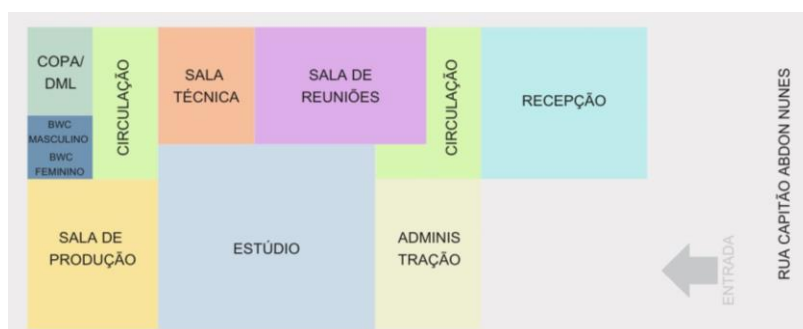 COPA/
DML
CIRCULAÇÃO
SALA
TÉCNICA
SALA DE
REUNIÕES
CIRCULAÇÃO
RECEPÇÃO
RUA CAPITÃO ABDON NUNES
BWC
MASCULINO
BWC
FEMININO
SALA DE
PRODUÇÃO
ESTÚDIO
ADMINIS
TRAÇÃO
ENTRADA